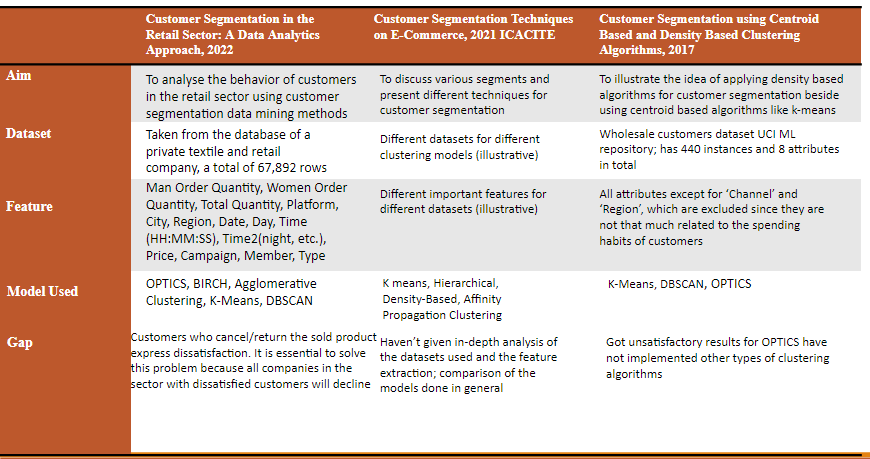 Customer Segmentation in the
Retail Sector: A Data Analytics
Approach, 2022
Customer Segmentation Techniques
on E-Commerce, 2021 ICACITE
Customer Segmentation using Centroid
Based and Density Based Clustering
Algorithms, 2017
Aim
To analyse the behavior of customers
in the retail sector using customer
segmentation data mining methods
To discuss various segments and
present different techniques for
customer segmentation
To illustrate the idea of applying density based
algorithms for customer segmentation beside
using centroid based algorithms like k-means
Dataset
Taken from the database of a
private textile and retail
company, a total of 67,892 rows
Different datasets for different
clustering models (illustrative)
Wholesale customers dataset UCI ML
repository; has 440 instances and 8 attributes
in total
Feature
Man Order Quantity, Women Order
Quantity, Total Quantity, Platform,
City, Region, Date, Day, Time
(HH:MM:SS), Time2(night, etc.),
Price, Campaign, Member, Type
Different important features for
different datasets (illustrative)
All attributes except for ‘Channel’ and
‘Region’, which are excluded since they are
not that much related to the spending
habits of customers
Model Used
OPTICS, BIRCH, Agglomerative
Clustering, K-Means, DBSCAN
K means, Hierarchical,
Density-Based, Affinity
Propagation Clustering
K-Means, DBSCAN, OPTICS
Gap
Customers who cancel/return the sold product
express dissatisfaction. It is essential to solve
this problem because all companies in the
sector with dissatisfied customers will decline
Haven’t given in-depth analysis of
the datasets used and the feature
extraction; comparison of the
models done in general
Got unsatisfactory results for OPTICS have
not implemented other types of clustering
algorithms